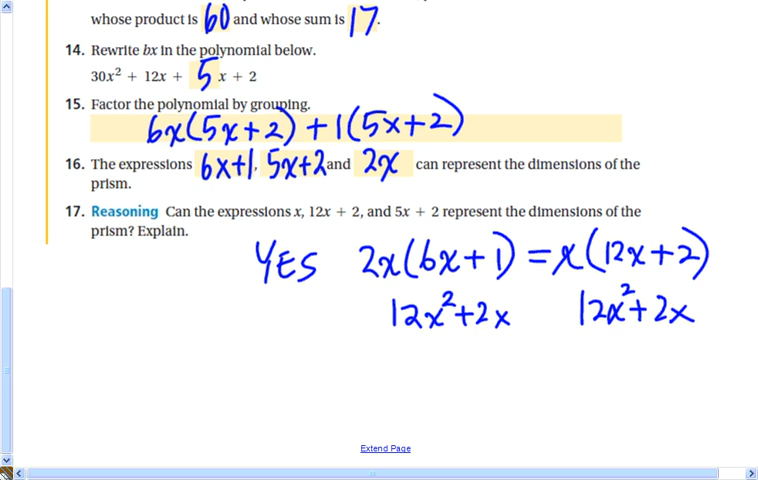 whose product is 60 and whose sum is 17.
14. Rewrite bx in the polynomial below.
30x² + 12x + 5x + 2
15. Factor the polynomial by grouping.
6x(5x+2)+1(5x+2)
16. The expressions 6x+1, 5x+2 and 2x can represent the dimensions of the
prism.
17. Reasoning Can the expressions x, 12x + 2, and 5x + 2 represent the dimensions of the
prism? Explain.
YES 2x(6x+1)=x(12x+2)
12x²+2x 12x²+2x
Extend Page